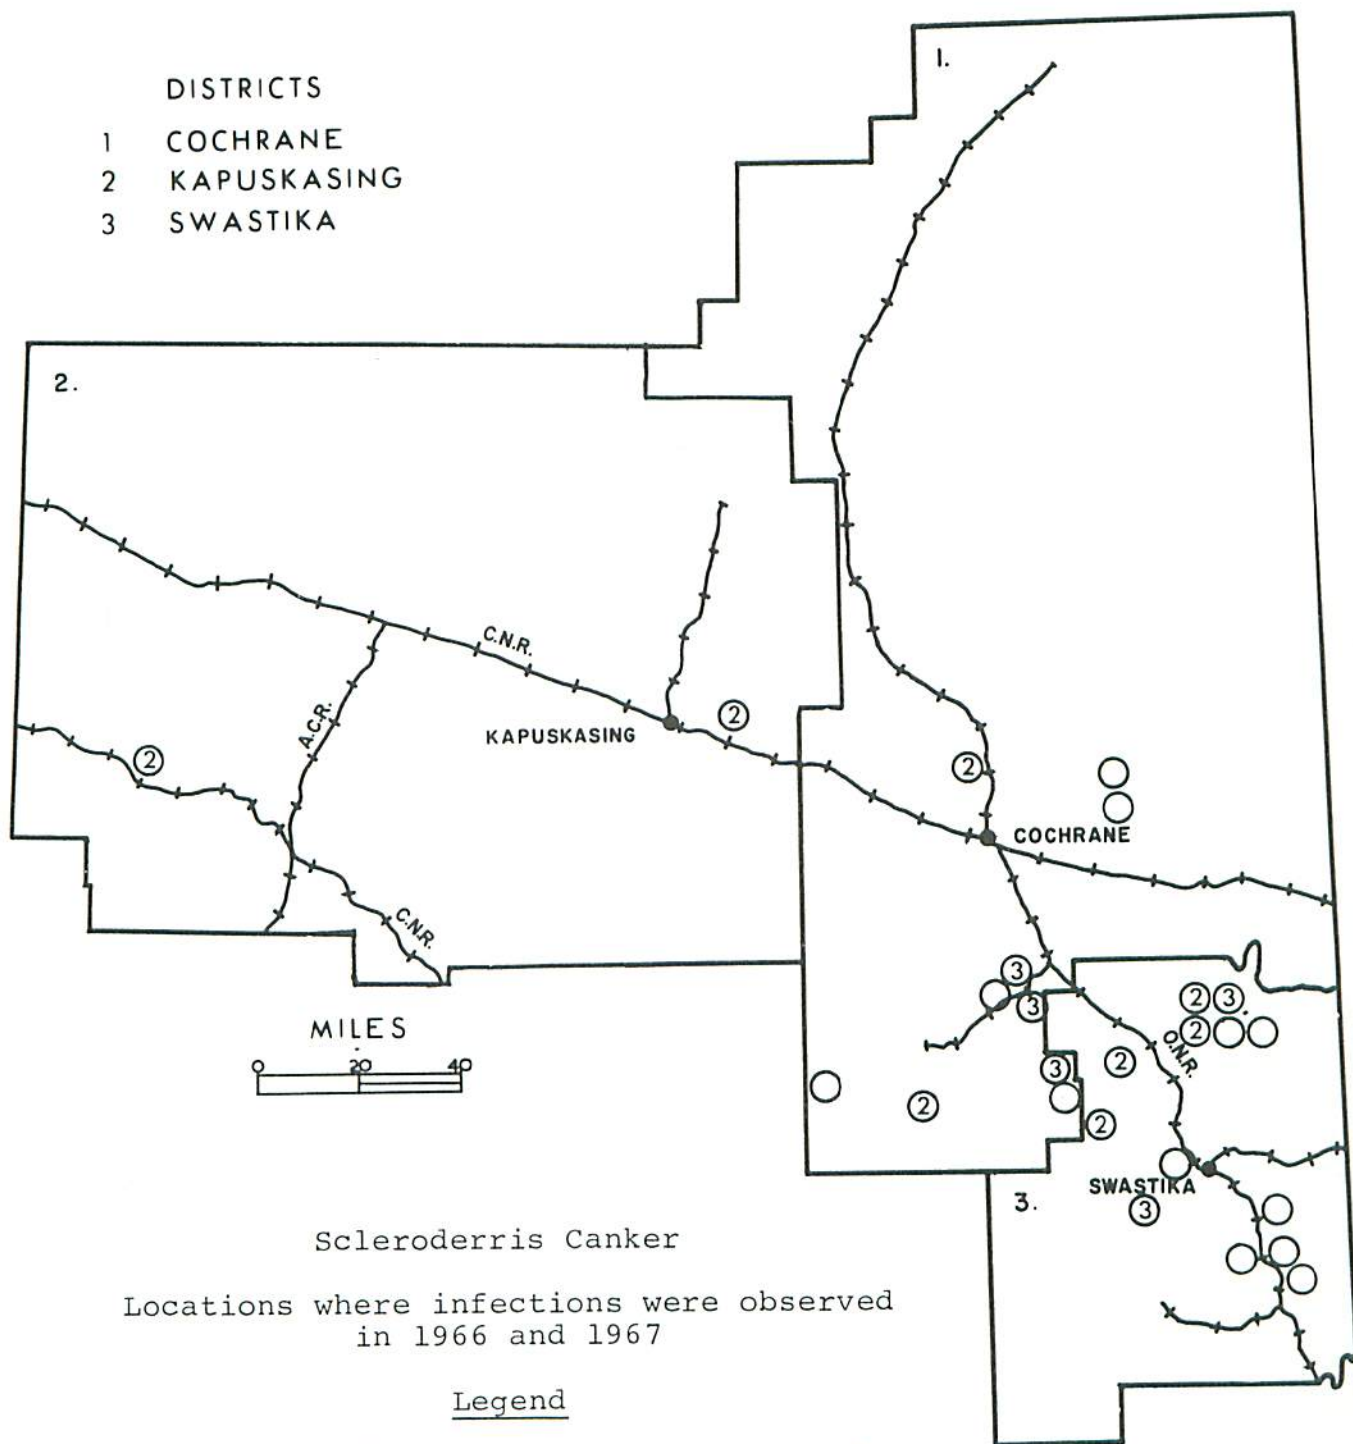 DISTRICTS
1 COCHRANE
2 KAPUSKASING
3 SWASTIKA
1.
2.
C.N.R.
A.C.R.
KAPUSKASING
2
2
2
COCHRANE
C.N.R.
3
3
2 3
2
O.N.R.
2
3
2
2
MILES
0 20 40
SWASTIKA
3
3.
Scleroderris Canker
Locations where infections were observed
in 1966 and 1967
Legend